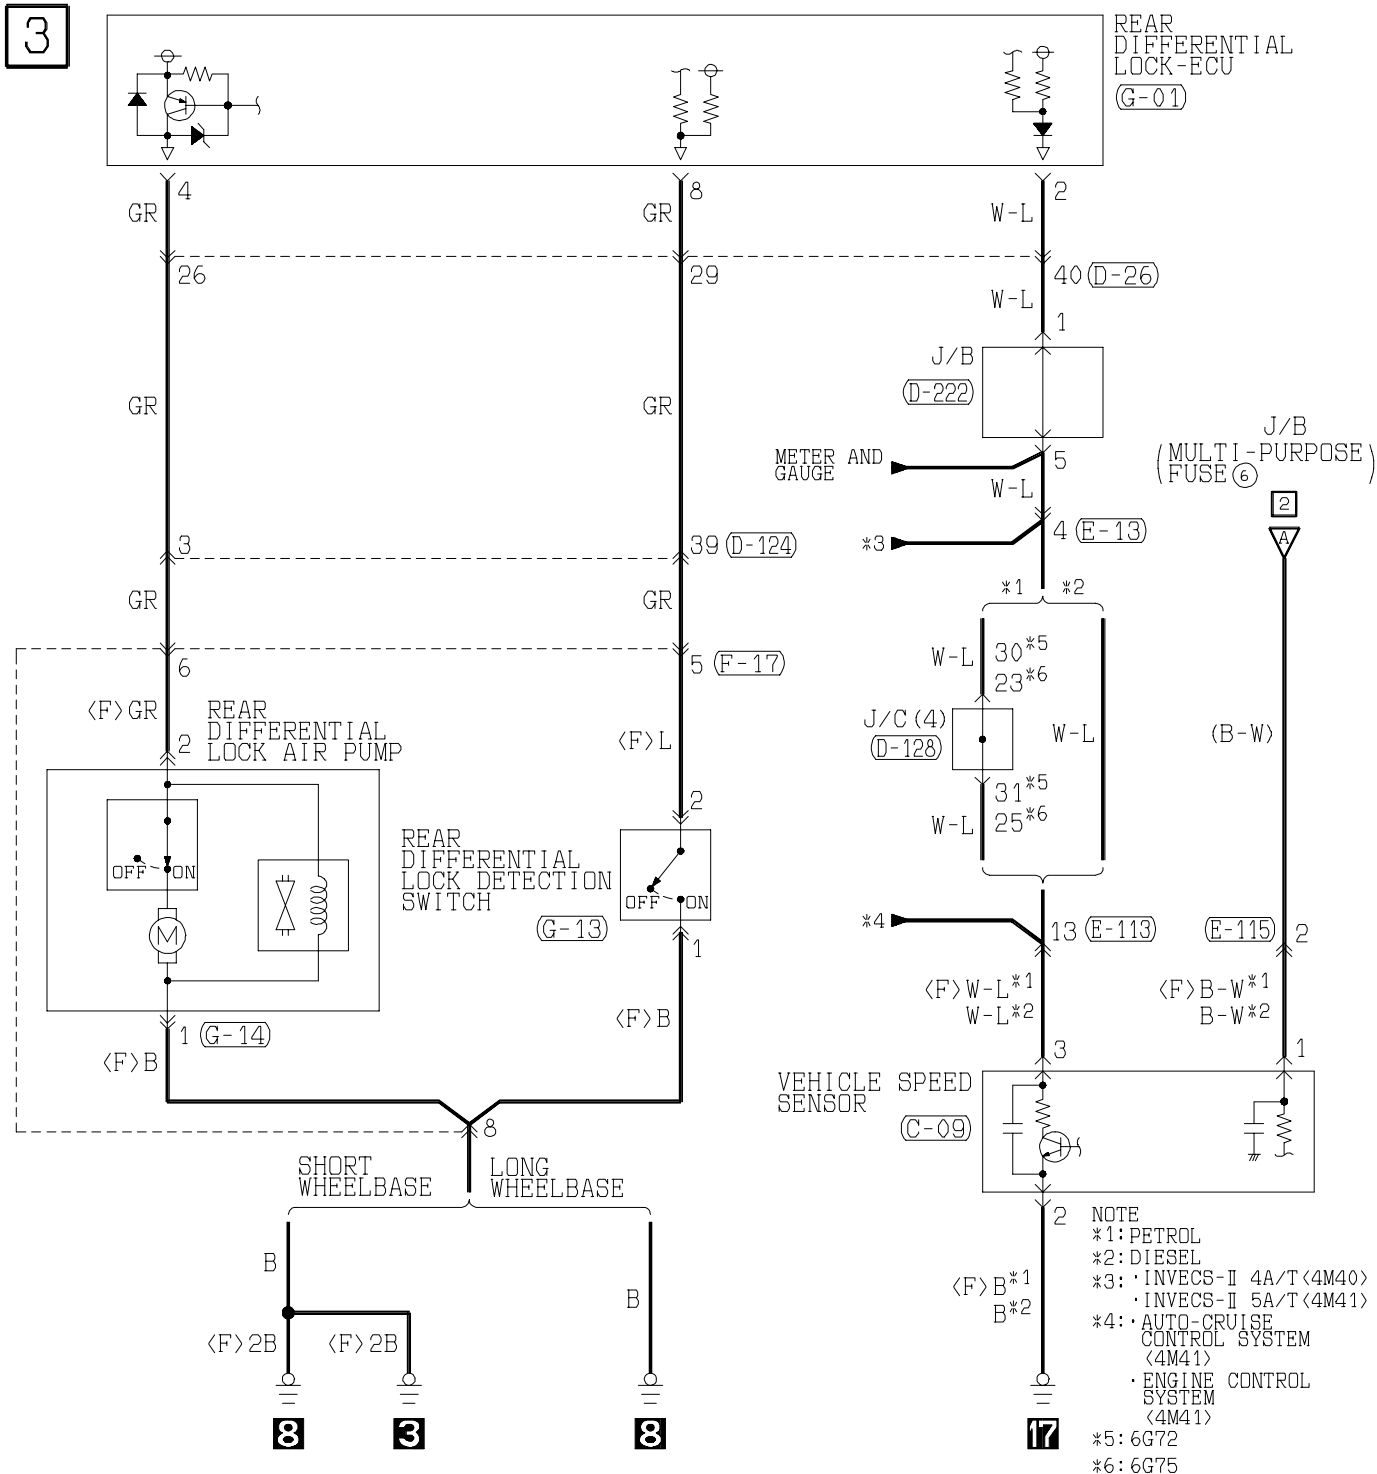 3
REAR
DIFFERENTIAL
LOCK-ECU
G-01
4
8
2
GR
GR
W-L
26
29
40 D-26
W-L
1
J/B
D-222
GR
GR
J/B
(MULTI-PURPOSE)
FUSE 6
METER AND
GAUGE
5
W-L
2
A
3
39 D-124
*3
4 E-13
GR
GR
*1
*2
6
5 F-17
W-L
30*5
23*6
<F>GR
REAR
DIFFERENTIAL
LOCK AIR PUMP
2
<F>L
J/C(4)
D-128
W-L
(B-W)
2
31*5
W-L
25*6
REAR
DIFFERENTIAL
LOCK DETECTION
SWITCH
OFF
ON
OFF
ON
G-13
M
*4
13 E-113
E-115 2
1
<F>W-L*1
W-L*2
<F>B-W*1
B-W*2
1 G-14
<F>B
<F>B
3
1
VEHICLE SPEED
SENSOR
C-09
8
SHORT
WHEELBASE
LONG
WHEELBASE
2
B
B
<F>B*1
B*2
<F>2B
<F>2B
8
3
8
17
NOTE
*1:PETROL
*2:DIESEL
*3:·INVECS-II 4A/T<4M40>
·INVECS-II 5A/T<4M41>
*4:·AUTO-CRUISE
CONTROL SYSTEM
<4M41>
·ENGINE CONTROL
SYSTEM
<4M41>
*5:6G72
*6:6G75